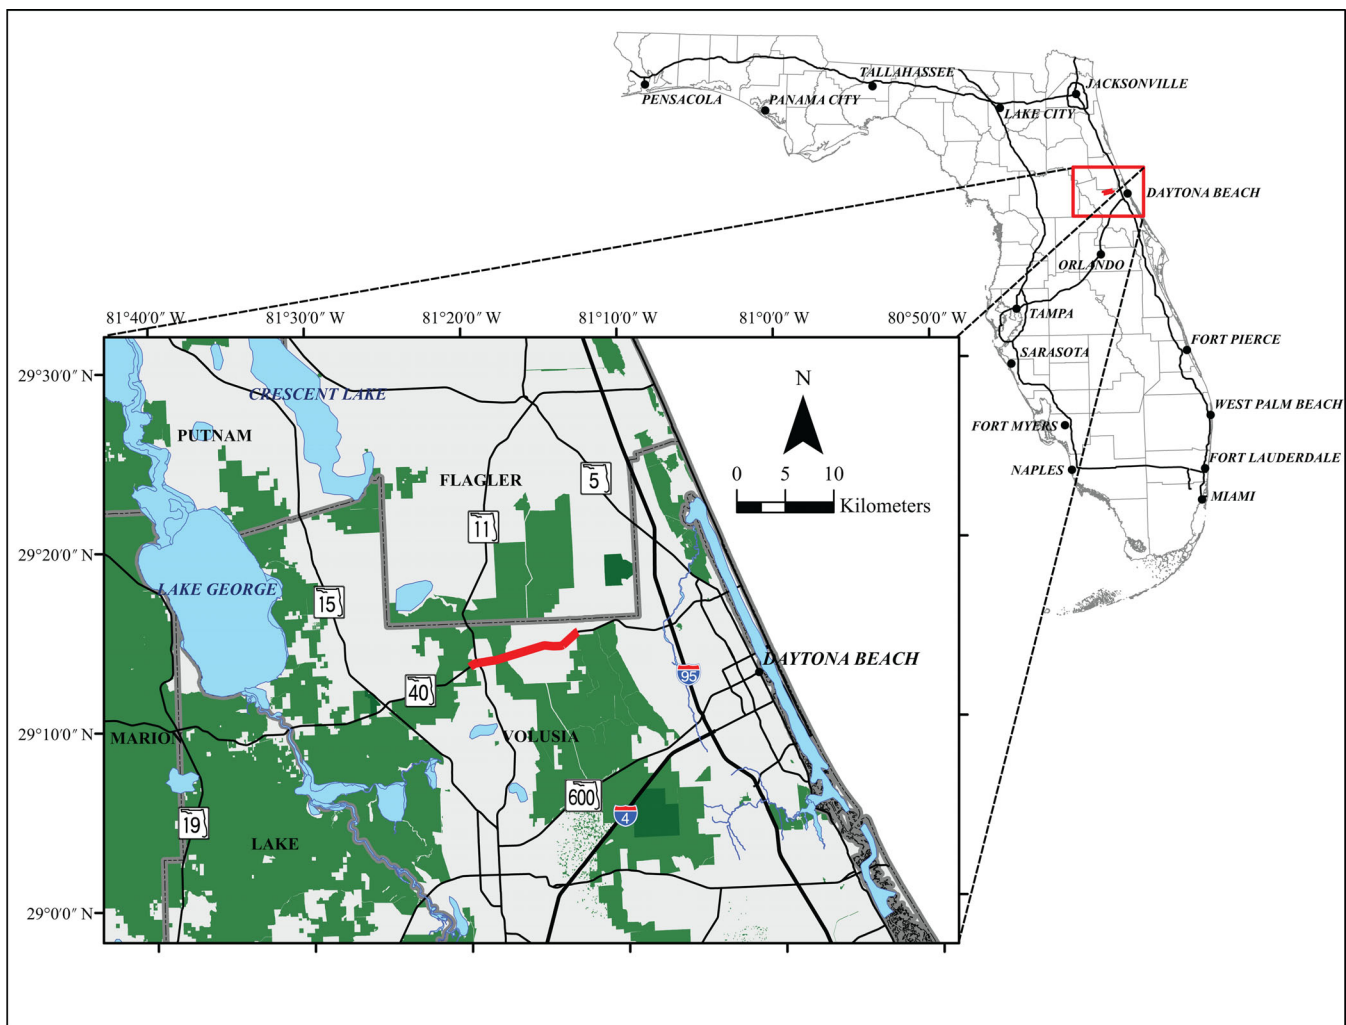 TALLAHASSEE
JACKSONVILLE
PENSACOLA
PANAMA CITY
LAKE CITY
DAYTONA BEACH
ORLANDO
TAMPA
SARASOTA
FORT PIERCE
WEST PALM BEACH
FORT MYERS
NAPLES
FORT LAUDERDALE
MIAMI
81°40'0" W
81°30'0" W
81°20'0" W
81°10'0" W
81°0'0" W
80°50'0" W
29°30'0" N
29°20'0" N
29°10'0" N
29°0'0" N
N
0 5 10
Kilometers
CRESCENT LAKE
PUTNAM
FLAGLER
5
11
LAKE GEORGE
15
DAYTONA BEACH
95
40
MARION
VOLUSIA
600
4
19
LAKE